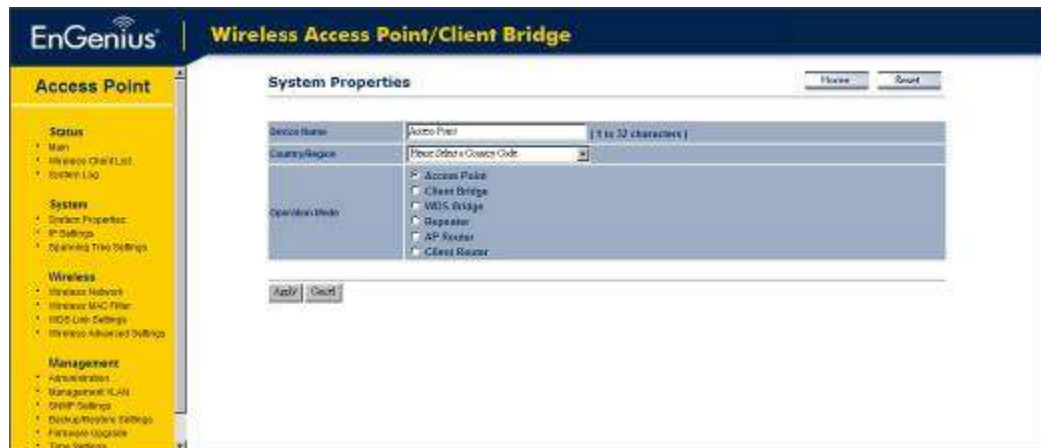 EnGenius
Wireless Access Point/Client Bridge
Access Point
System Properties
Home
Reset
Status
Main
Wireless Client List
System Log
System
System Properties
IP Settings
Spanning Tree Settings
Wireless
Wireless Network
Wireless MAC Filter
WDS Link Settings
Wireless Advanced Settings
Management
Administration
Management VLAN
SNMP Settings
Backup/Restore Settings
Firmware Upgrade
Time Settings
Device Name
Access Point
( 1 to 32 characters )
Country/Region
Please Select a Country Code
Operation Mode
Access Point
Client Bridge
WDS Bridge
Repeater
AP Router
Client Router
Apply
Cancel